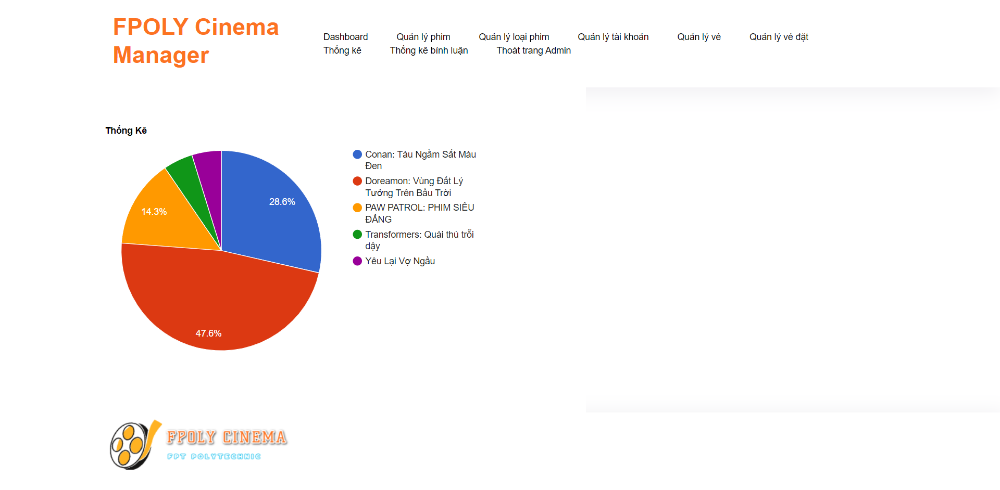 FPOLY Cinema
Manager
Dashboard Quản lý phim Quản lý loại phim Quản lý tài khoản Quản lý vé Quản lý vé đặt
Thống kê Thống kê bình luận Thoát trang Admin
Thống Kê
28.6%
14.3%
47.6%
Conan: Tàu Ngầm Sắt Màu
Đen
Doreamon: Vùng Đất Lý
Tưởng Trên Bầu Trời
PAW PATROL: PHIM SIÊU
ĐẲNG
Transformers: Quái thú trỗi
dậy
Yêu Lại Vợ Ngầu
FPOLY CINEMA
FPT POLYTECHNIC